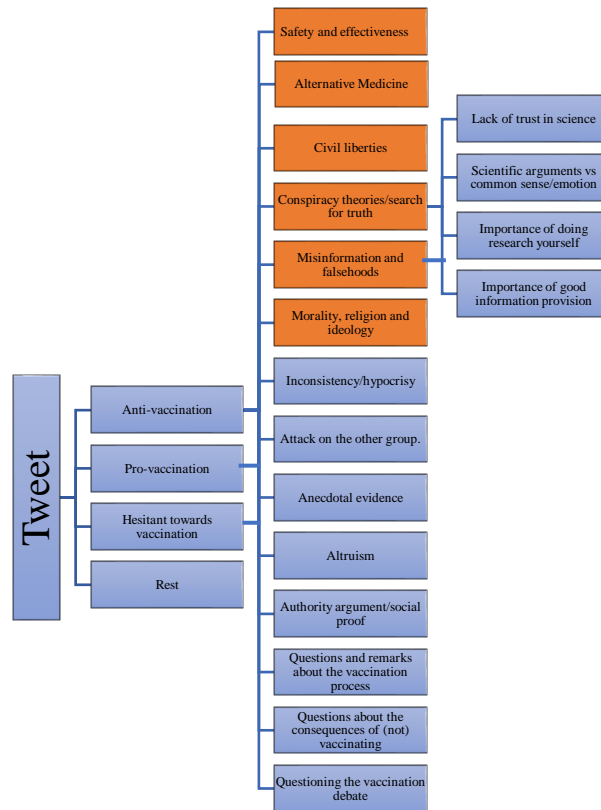 Tweet
Anti-vaccination
Pro-vaccination
Hesitant towards
vaccination
Rest
Safety and effectiveness
Alternative Medicine
Civil liberties
Conspiracy theories/search
for truth
Misinformation and
falsehoods
Morality, religion and
ideology
Inconsistency/hypocrisy
Attack on the other group.
Anecdotal evidence
Altruism
Authority argument/social
proof
Questions and remarks
about the vaccination
process
Questions about the
consequences of (not)
vaccinating
Questioning the vaccination
debate
Lack of trust in science
Scientific arguments vs
common sense/emotion
Importance of doing
research yourself
Importance of good
information provision